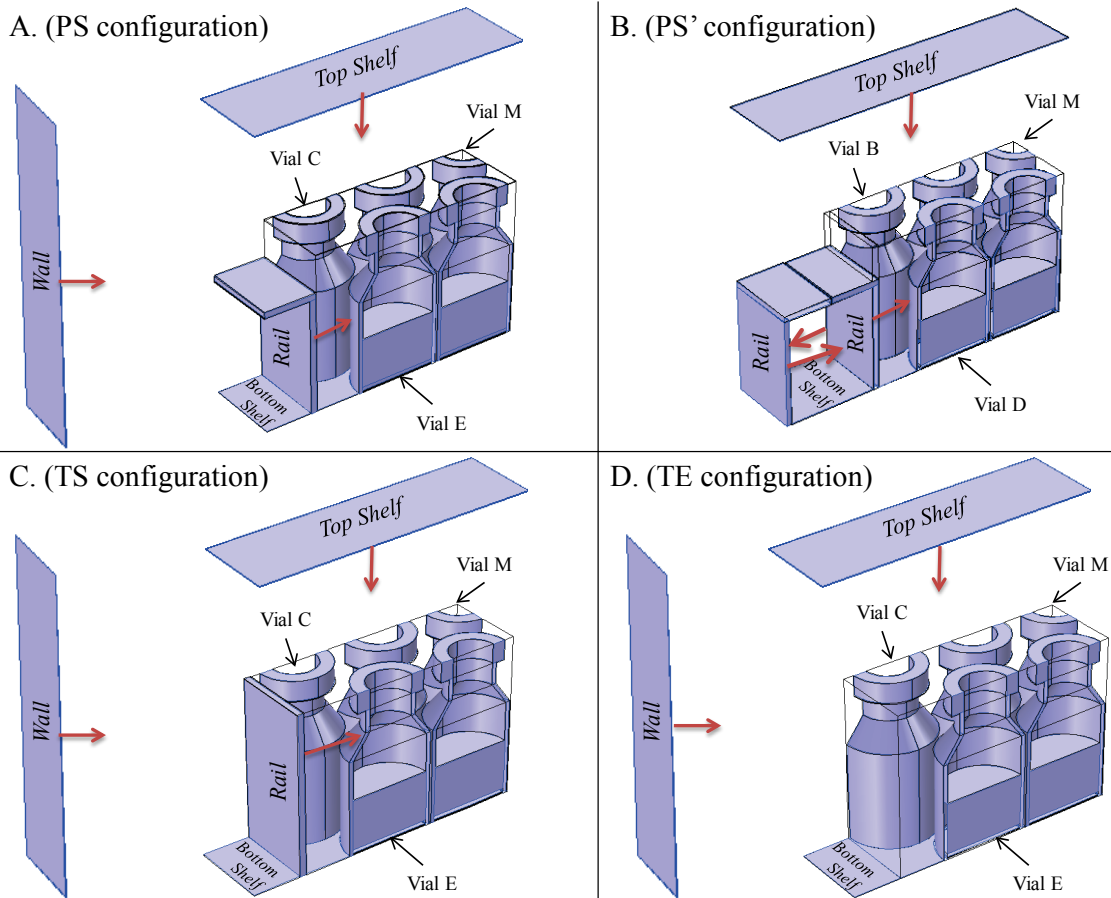 A. (PS configuration)
Top Shelf
Vial M
Vial C
Wall
Rail
Bottom
Shelf
Vial E
B. (PS’ configuration)
Top Shelf
Vial M
Vial B
Rail
Rail
Bottom
Shelf
Vial D
C. (TS configuration)
Top Shelf
Vial M
Vial C
Wall
Rail
Bottom
Shelf
Vial E
D. (TE configuration)
Top Shelf
Vial M
Vial C
Wall
Bottom
Shelf
Vial E